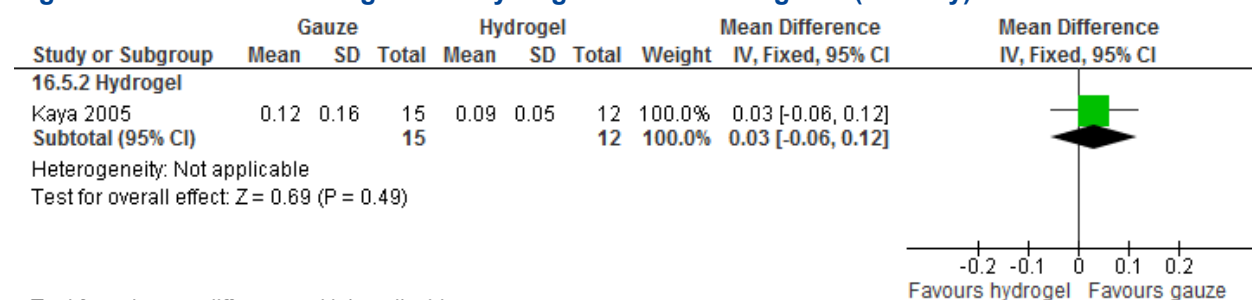 Gauze Hydrogel Mean Difference Mean Difference
Study or Subgroup Mean SD Total Mean SD Total Weight IV, Fixed, 95% CI IV, Fixed, 95% CI
16.5.2 Hydrogel
Kaya 2005 0.12 0.16 15 0.09 0.05 12 100.0% 0.03 [-0.06, 0.12]
Subtotal (95% CI) 15 12 100.0% 0.03 [-0.06, 0.12]
Heterogeneity: Not applicable
Test for overall effect: Z = 0.69 (P = 0.49)
-0.2 -0.1 0 0.1 0.2
Favours hydrogel Favours gauze